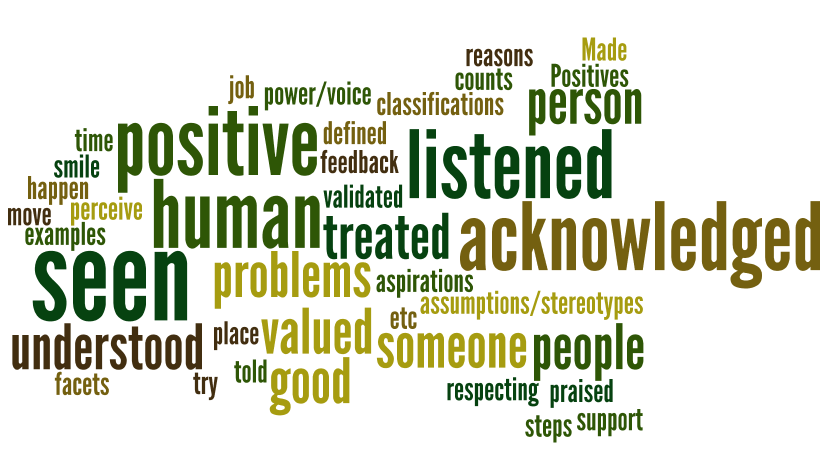 reasons
Made
job
power/voice
counts
Positives
classifications
person
time
positive
defined
listened
smile
feedback
happen
human
validated
move
perceive
treated
acknowledged
examples
seen
problems
aspirations
assumptions/stereotypes
understood
place
valued
etc
someone
people
facets
try
told
good
respecting
praised
steps
support